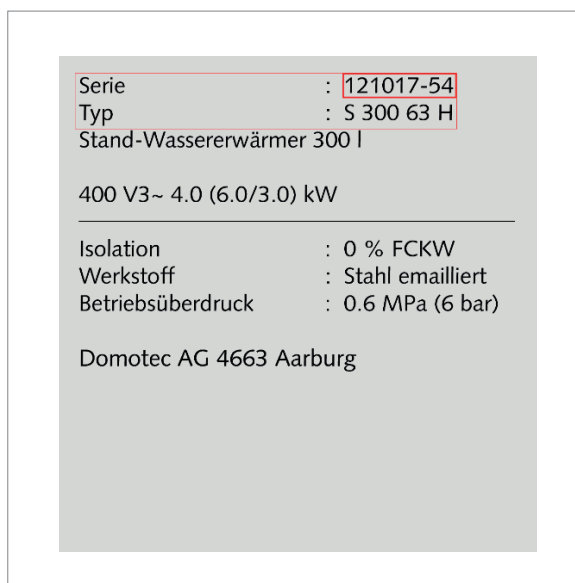 Serie : 121017-54
Typ : S 300 63 H
Stand-Wassererwärmer 300 l
400 V3~ 4.0 (6.0/3.0) kW
Isolation : 0 % FCKW
Werkstoff : Stahl emailliert
Betriebsüberdruck : 0.6 MPa (6 bar)
Domotec AG 4663 Aarburg